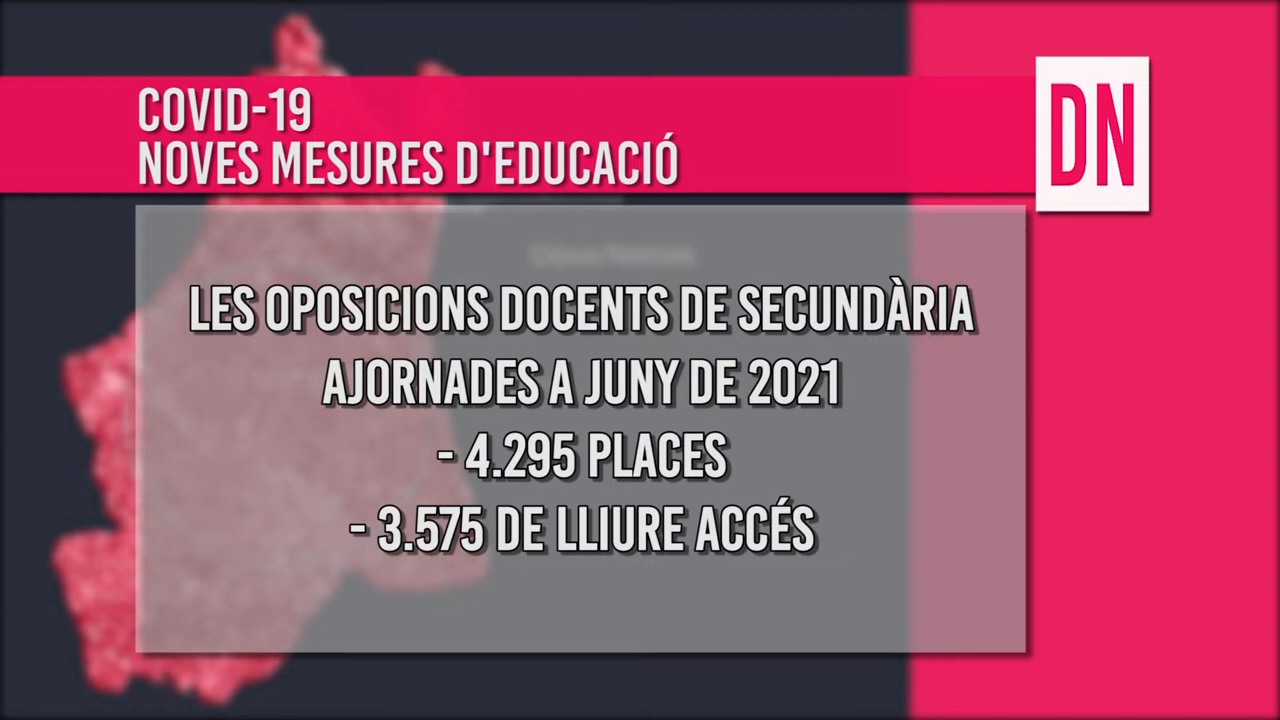 COVID-19
NOVES MESURES D'EDUCACIÓ
DN
LES OPOSICIONS DOCENTS DE SECUNDÀRIA
AJORNADES A JUNY DE 2021
- 4.295 PLACES
- 3.575 DE LLIURE ACCÉS